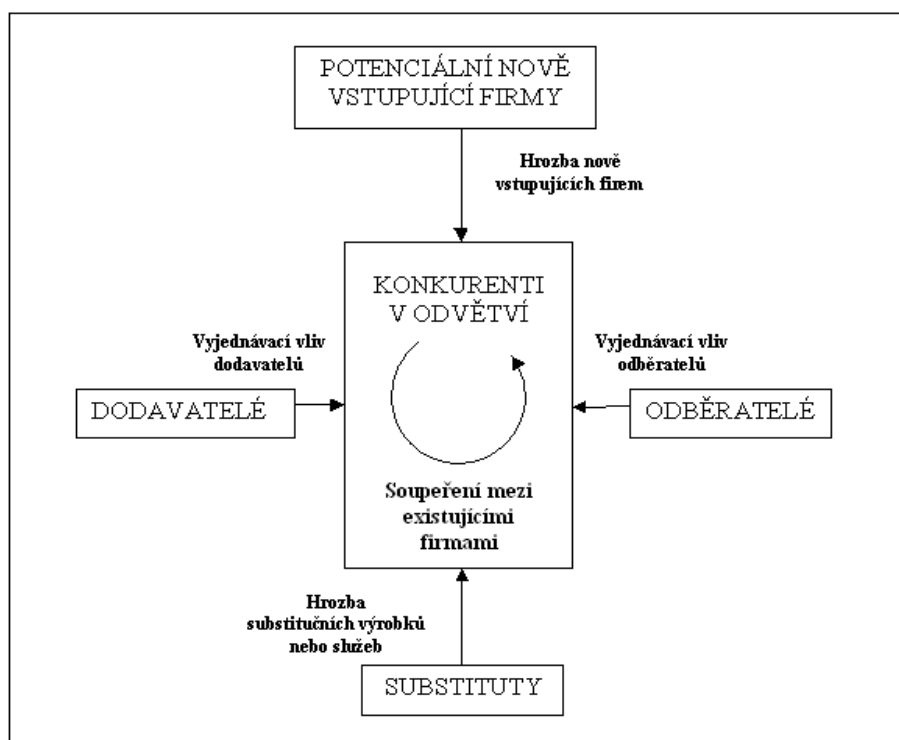 POTENCIÁLNÍ NOVĚ
VSTUPUJÍCÍ FIRMY
Hrozba nově
vstupujících firem
KONKURENTI
V ODVĚTVÍ
Vyjednávací vliv
dodavatelů
Vyjednávací vliv
odběratelů
DODAVATELÉ
ODBĚRATELÉ
Soupeření mezi
existujícími
firmami
Hrozba
substitučních výrobků
nebo služeb
SUBSTITUTY